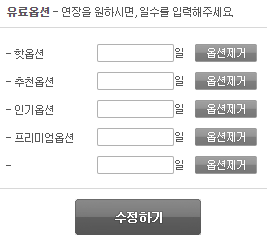 유료옵션 - 연장을 원하시면, 일수를 입력해주세요.
- 핫옵션 일 옵션제거
- 추천옵션 일 옵션제거
- 인기옵션 일 옵션제거
- 프리미엄옵션 일 옵션제거
- 일 옵션제거
수정하기